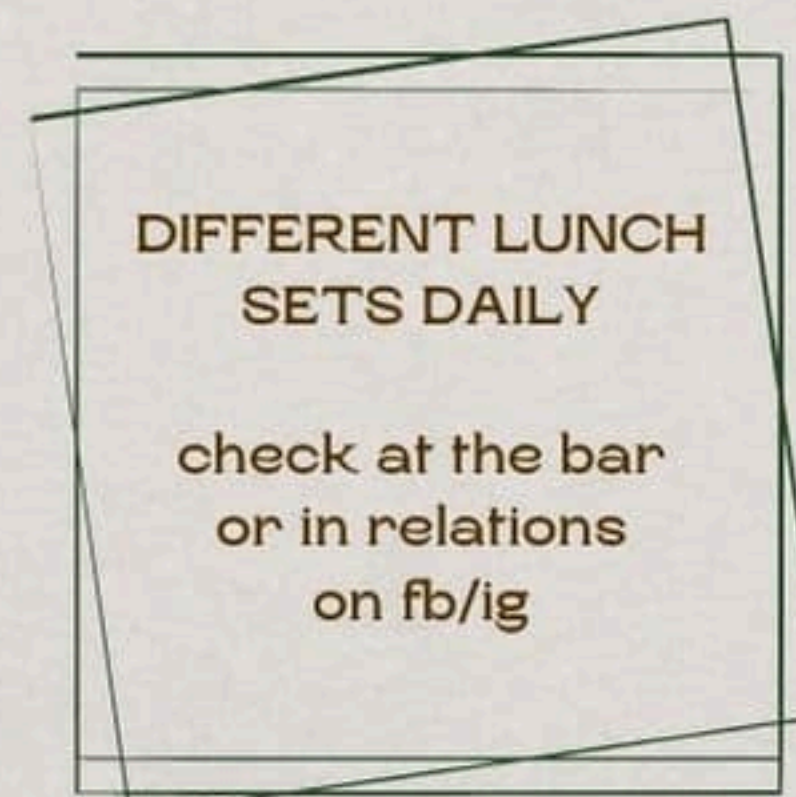 DIFFERENT LUNCH
SETS DAILY
check at the bar
or in relations
on fb/ig